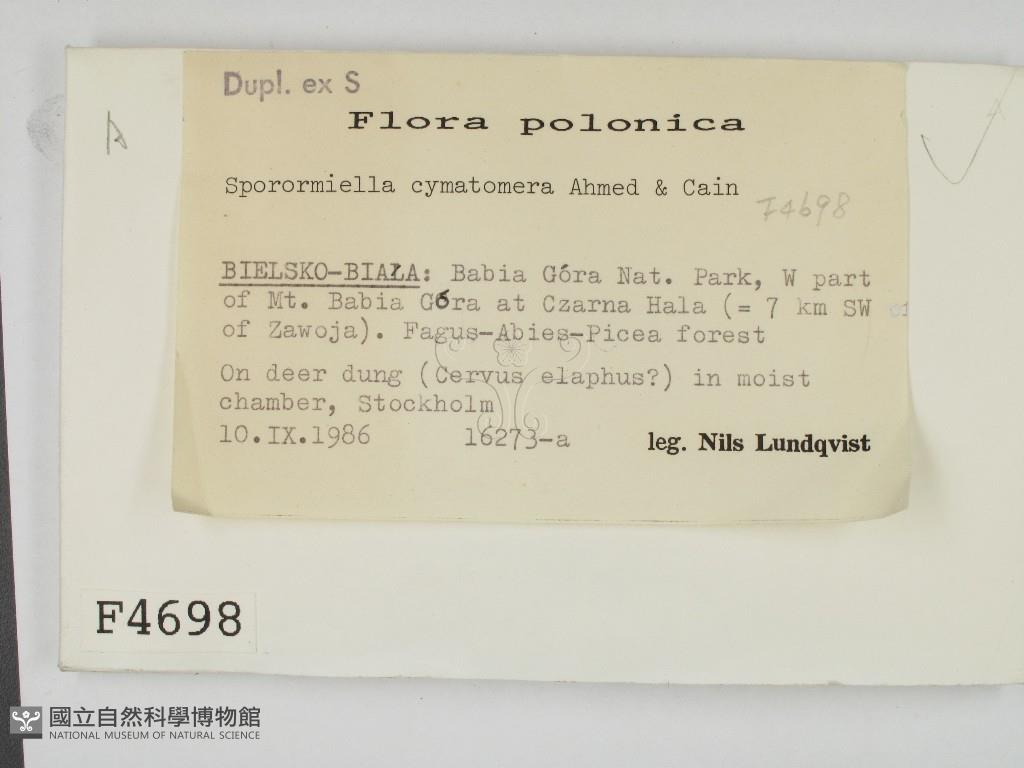 Dupl. ex S
Flora polonica
Sporormiella cymatomera Ahmed & Cain
F4698
BIELSKO-BIAŁA: Babia Góra Nat. Park, W part
of Mt. Babia Góra at Czarna Hala (= 7 km SW of
of Zawoja). Fagus-Abies-Picea forest
On deer dung (Cervus elaphus?) in moist
chamber, Stockholm
10.IX.1986 16273-a leg. Nils Lundqvist
F4698
國立自然科學博物館
NATIONAL MUSEUM OF NATURAL SCIENCE